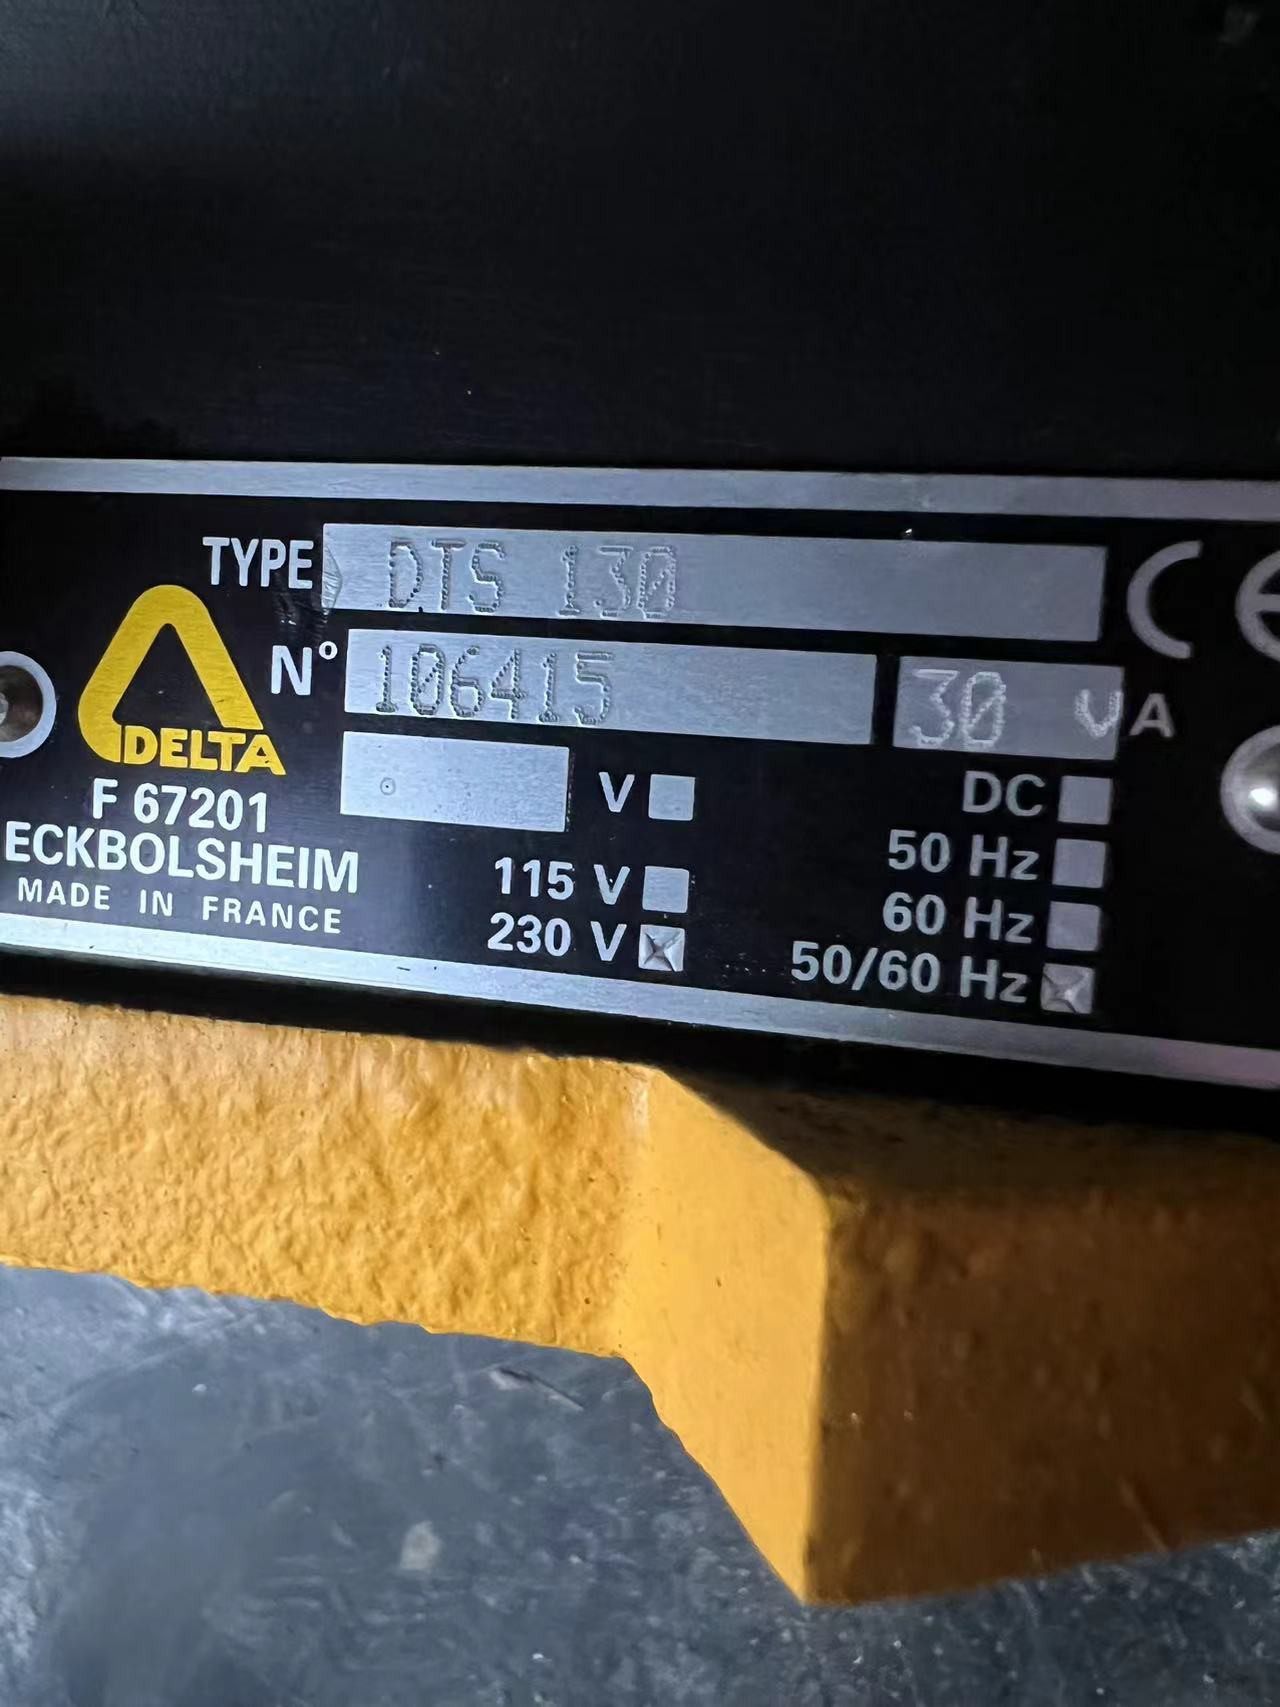 TYPE DTS 130
N° 106415 30 VA
DELTA
F 67201
ECKBOLSHEIM
MADE IN FRANCE
V
115 V
230 V
DC
50 Hz
60 Hz
50/60 Hz
CE